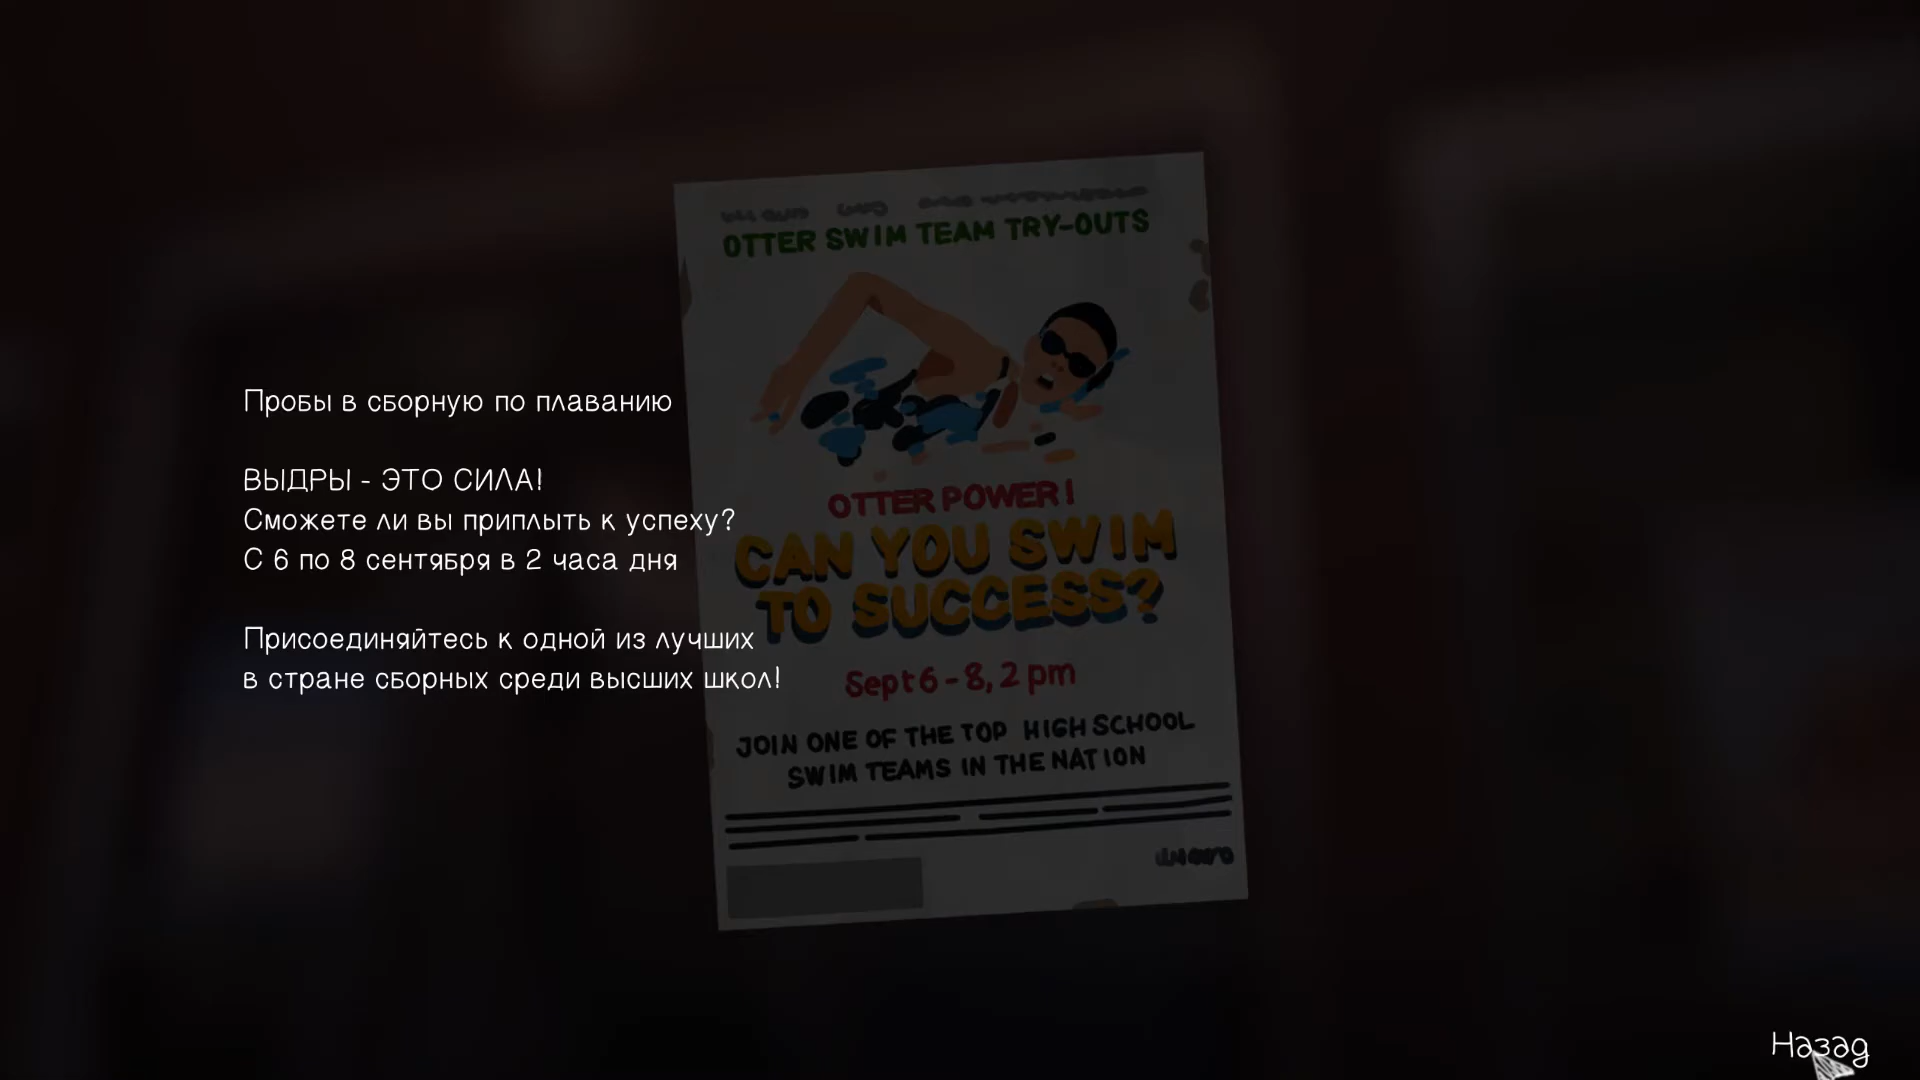 Пробы в сборную по плаванию
ВЫДРЫ - ЭТО СИЛА!
Сможете ли вы приплыть к успеху?
С 6 по 8 сентября в 2 часа дня
Присоединяйтесь к одной из лучших
в стране сборных среди высших школ!
OTTER SWIM TEAM TRY-OUTS
OTTER POWER!
CAN YOU SWIM
TO SUCCESS?
Sept 6 - 8, 2 pm
JOIN ONE OF THE TOP HIGH SCHOOL
SWIM TEAMS IN THE NATION
Назад